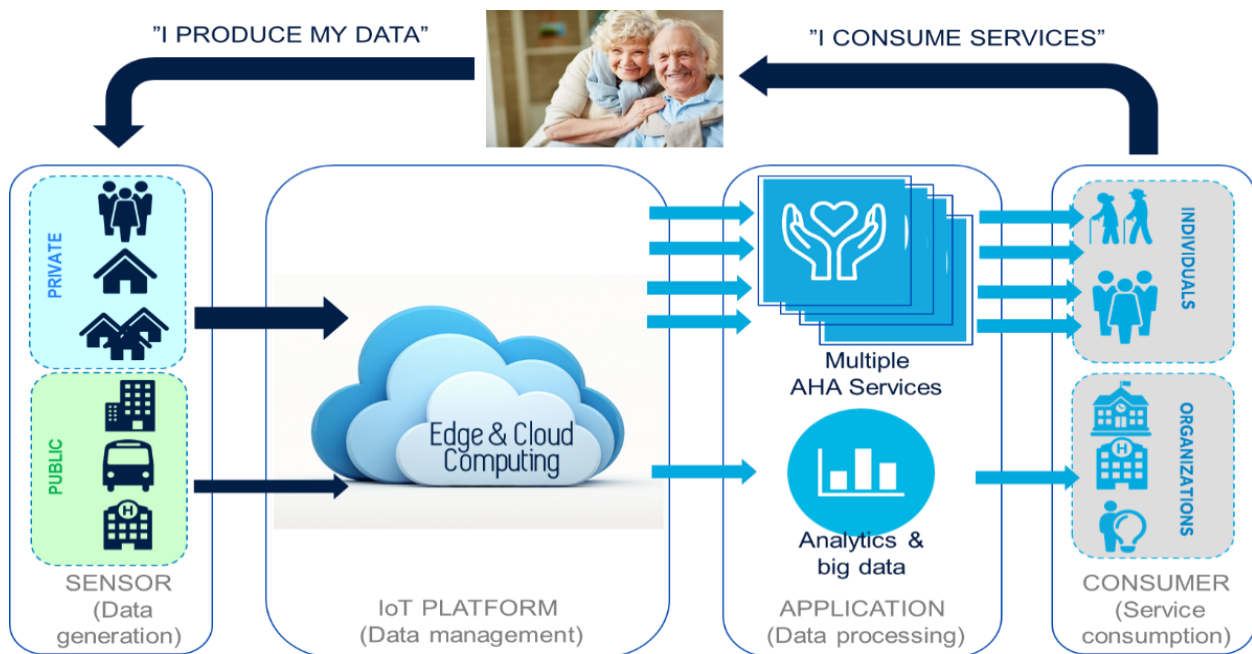 "I PRODUCE MY DATA"
"I CONSUME SERVICES"
PRIVATE
PUBLIC
SENSOR
(Data
generation)
Edge & Cloud
Computing
IoT PLATFORM
(Data management)
Multiple
AHA Services
Analytics &
big data
APPLICATION
(Data processing)
INDIVIDUALS
H
ORGANIZATIONS
H
CONSUMER
(Service
consumption)